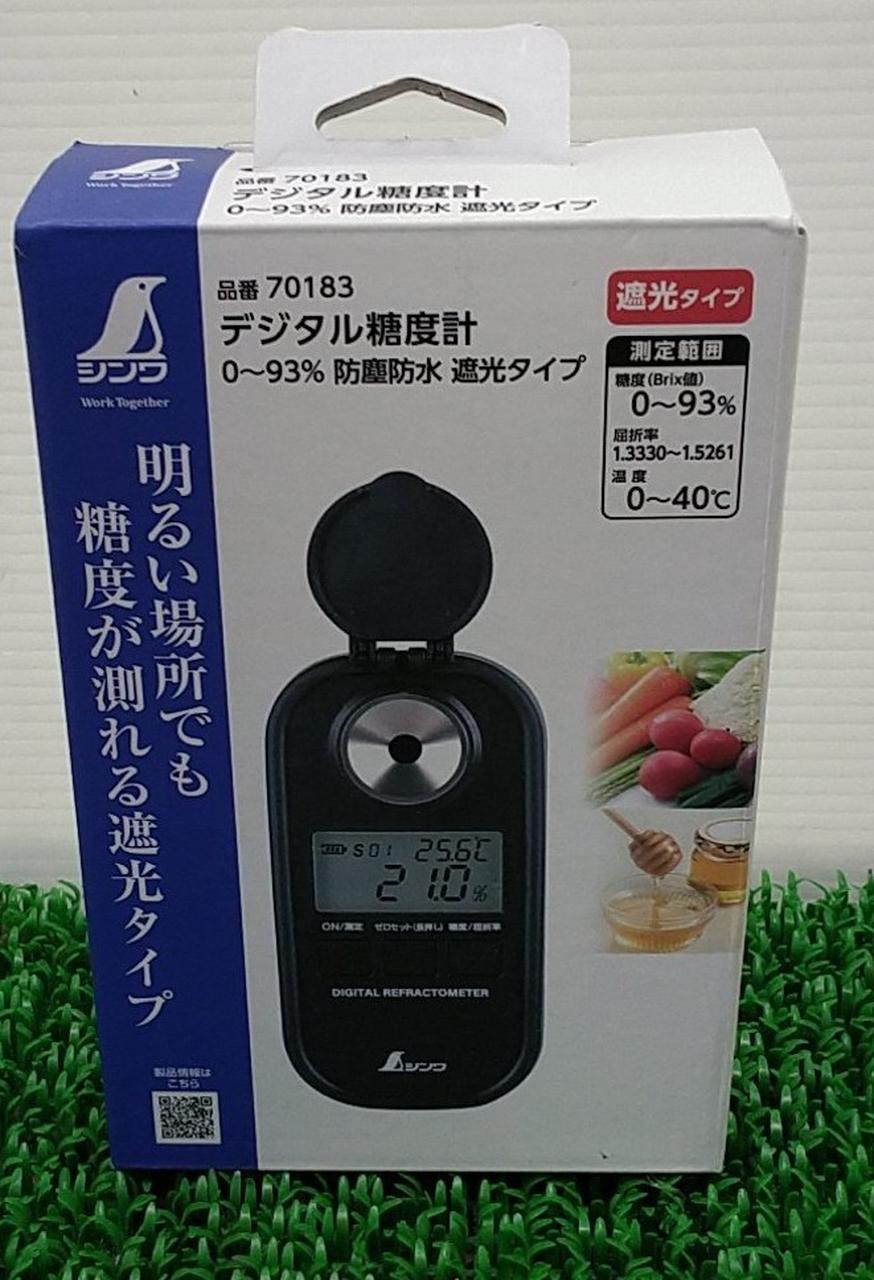 シンワ
Work Together
品番 70183
デジタル糖度計
0～93% 防塵防水 遮光タイプ
シンワ
Work Together
品番 70183
デジタル糖度計
0～93% 防塵防水 遮光タイプ
遮光タイプ
測定範囲
糖度(Brix値)
0～93%
屈折率
1.3330～1.5261
温度
0～40℃
明るい場所でも
糖度が測れる遮光タイプ
S01 25.6℃
21.0%
ON/測定 ゼロセット(長押し) 糖度/屈折率
DIGITAL REFRACTOMETER
シンワ
製品情報は
こちら